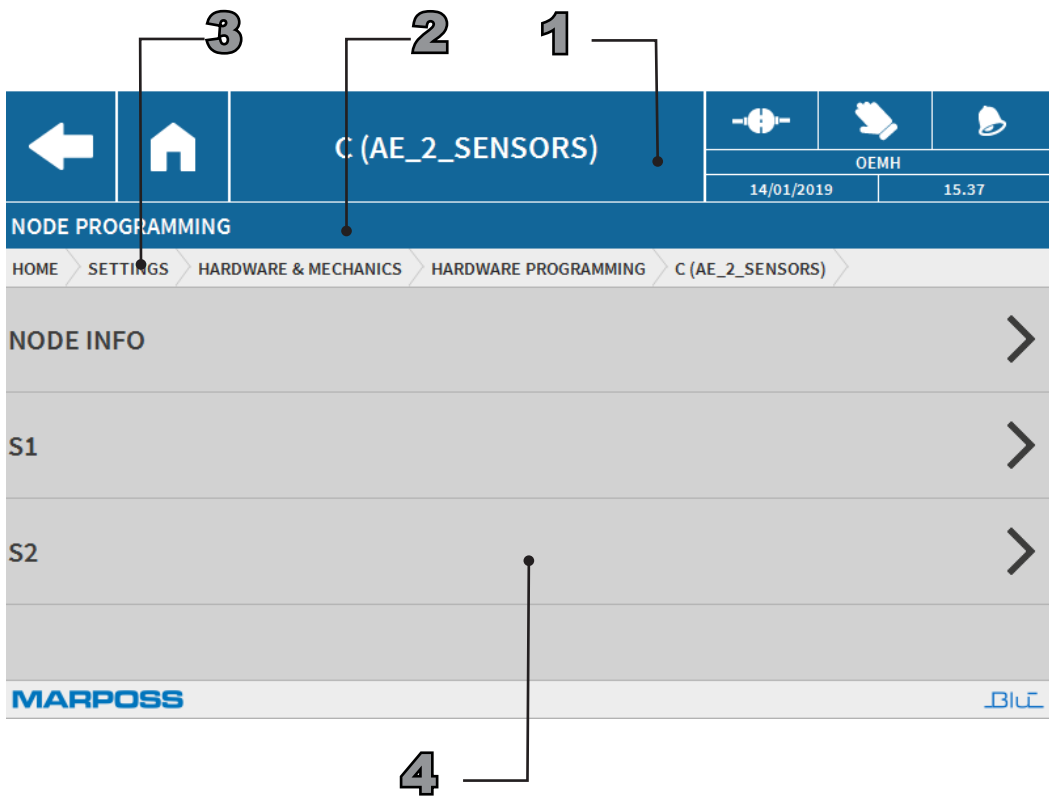 3 2 1
C (AE_2_SENSORS)
OEMH
14/01/2019 15.37
NODE PROGRAMMING
HOME SETTINGS HARDWARE & MECHANICS HARDWARE PROGRAMMING C (AE_2_SENSORS)
NODE INFO
S1
S2
MARPOSS BLÚ
4